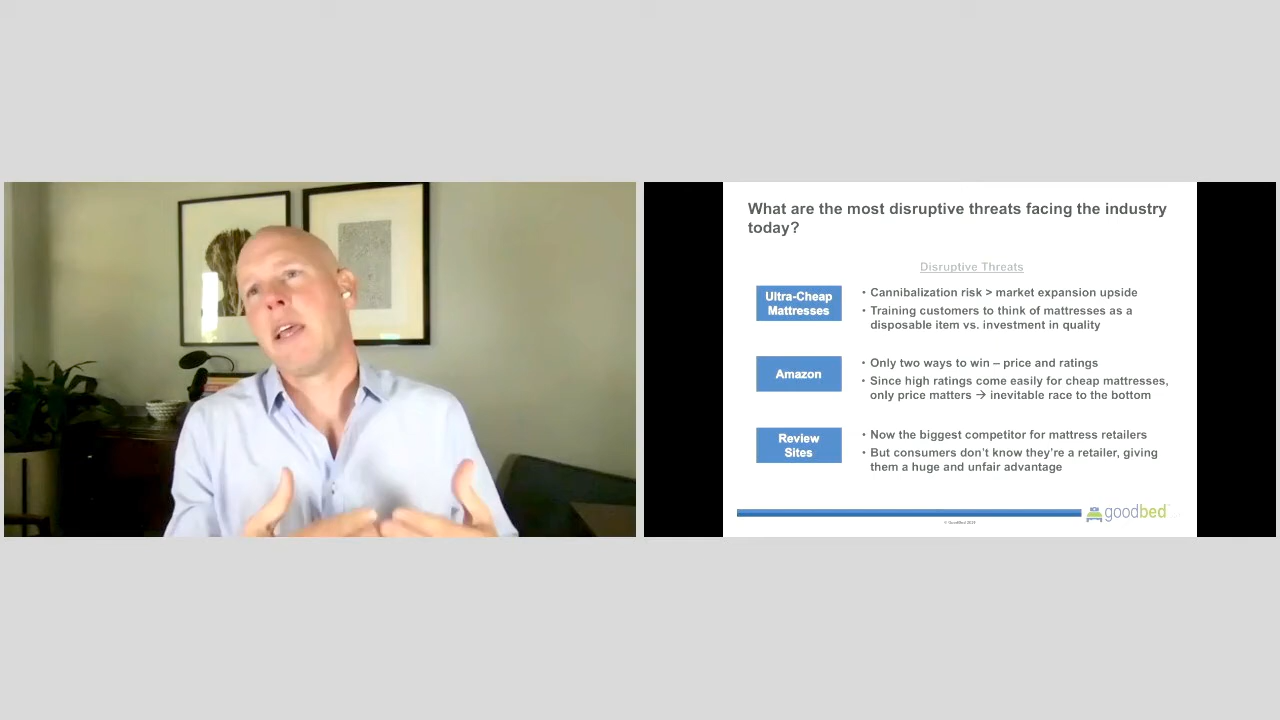 What are the most disruptive threats facing the industry
today?
Disruptive Threats
Ultra-Cheap
Mattresses
• Cannibalization risk > market expansion upside
• Training customers to think of mattresses as a
disposable item vs. investment in quality
Amazon
• Only two ways to win – price and ratings
• Since high ratings come easily for cheap mattresses,
only price matters → inevitable race to the bottom
Review
Sites
• Now the biggest competitor for mattress retailers
• But consumers don't know they're a retailer, giving
them a huge and unfair advantage
goodbed
© GoodBed 2019